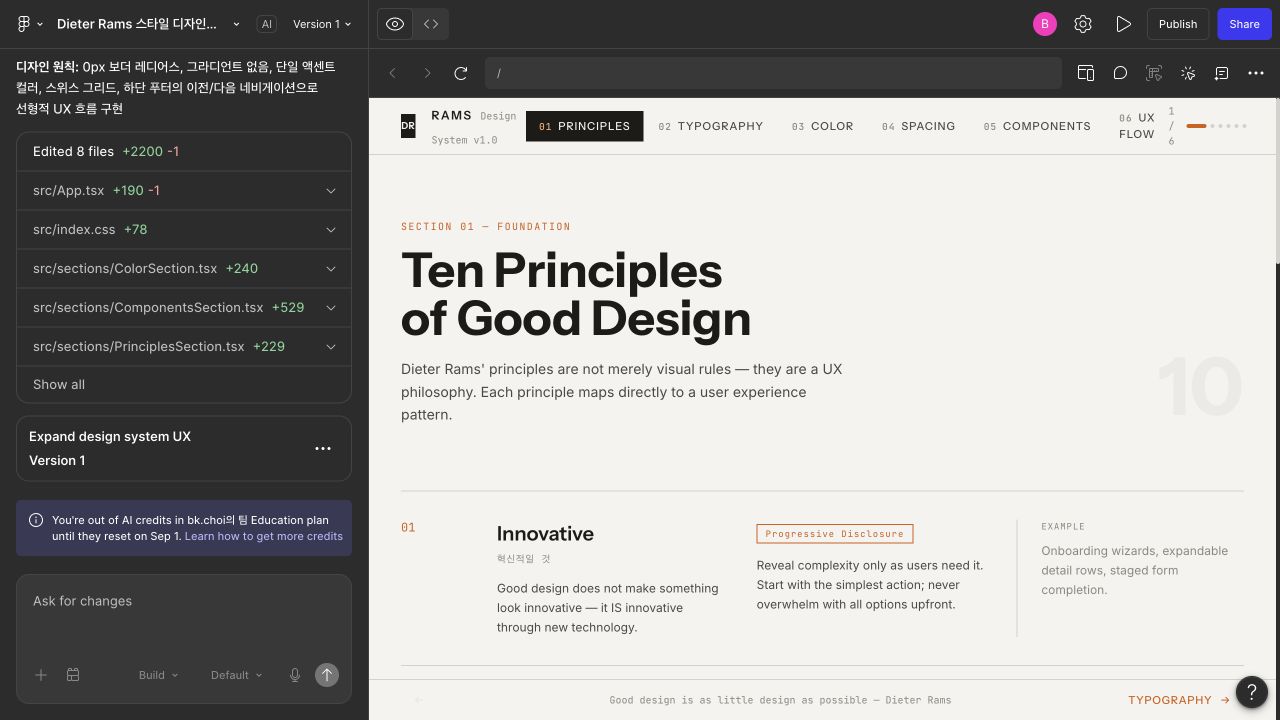 Dieter Rams 스타일 디자인...
AI
Version 1
B
Publish
Share
디자인 원칙: 0px 보더 레디어스, 그라디언트 없음, 단일 액센트
컬러, 스위스 그리드, 하단 푸터의 이전/다음 네비게이션으로
선형적 UX 흐름 구현
Edited 8 files +2200 -1
src/App.tsx +190 -1
src/index.css +78
src/sections/ColorSection.tsx +240
src/sections/ComponentsSection.tsx +529
src/sections/PrinciplesSection.tsx +229
Show all
Expand design system UX
Version 1
You're out of AI credits in bk.choi의 팀 Education plan
until they reset on Sep 1. Learn how to get more credits
Ask for changes
Build
Default
/
DR
RAMS Design
System v1.0
01 PRINCIPLES
02 TYPOGRAPHY
03 COLOR
04 SPACING
05 COMPONENTS
06 UX
FLOW
1
/
6
SECTION 01 — FOUNDATION
Ten Principles
of Good Design
Dieter Rams' principles are not merely visual rules — they are a UX
philosophy. Each principle maps directly to a user experience
pattern.
10
01
Innovative
혁신적일 것
Good design does not make something
look innovative — it IS innovative
through new technology.
Progressive Disclosure
Reveal complexity only as users need it.
Start with the simplest action; never
overwhelm with all options upfront.
EXAMPLE
Onboarding wizards, expandable
detail rows, staged form
completion.
←
Good design is as little design as possible — Dieter Rams
TYPOGRAPHY →
?